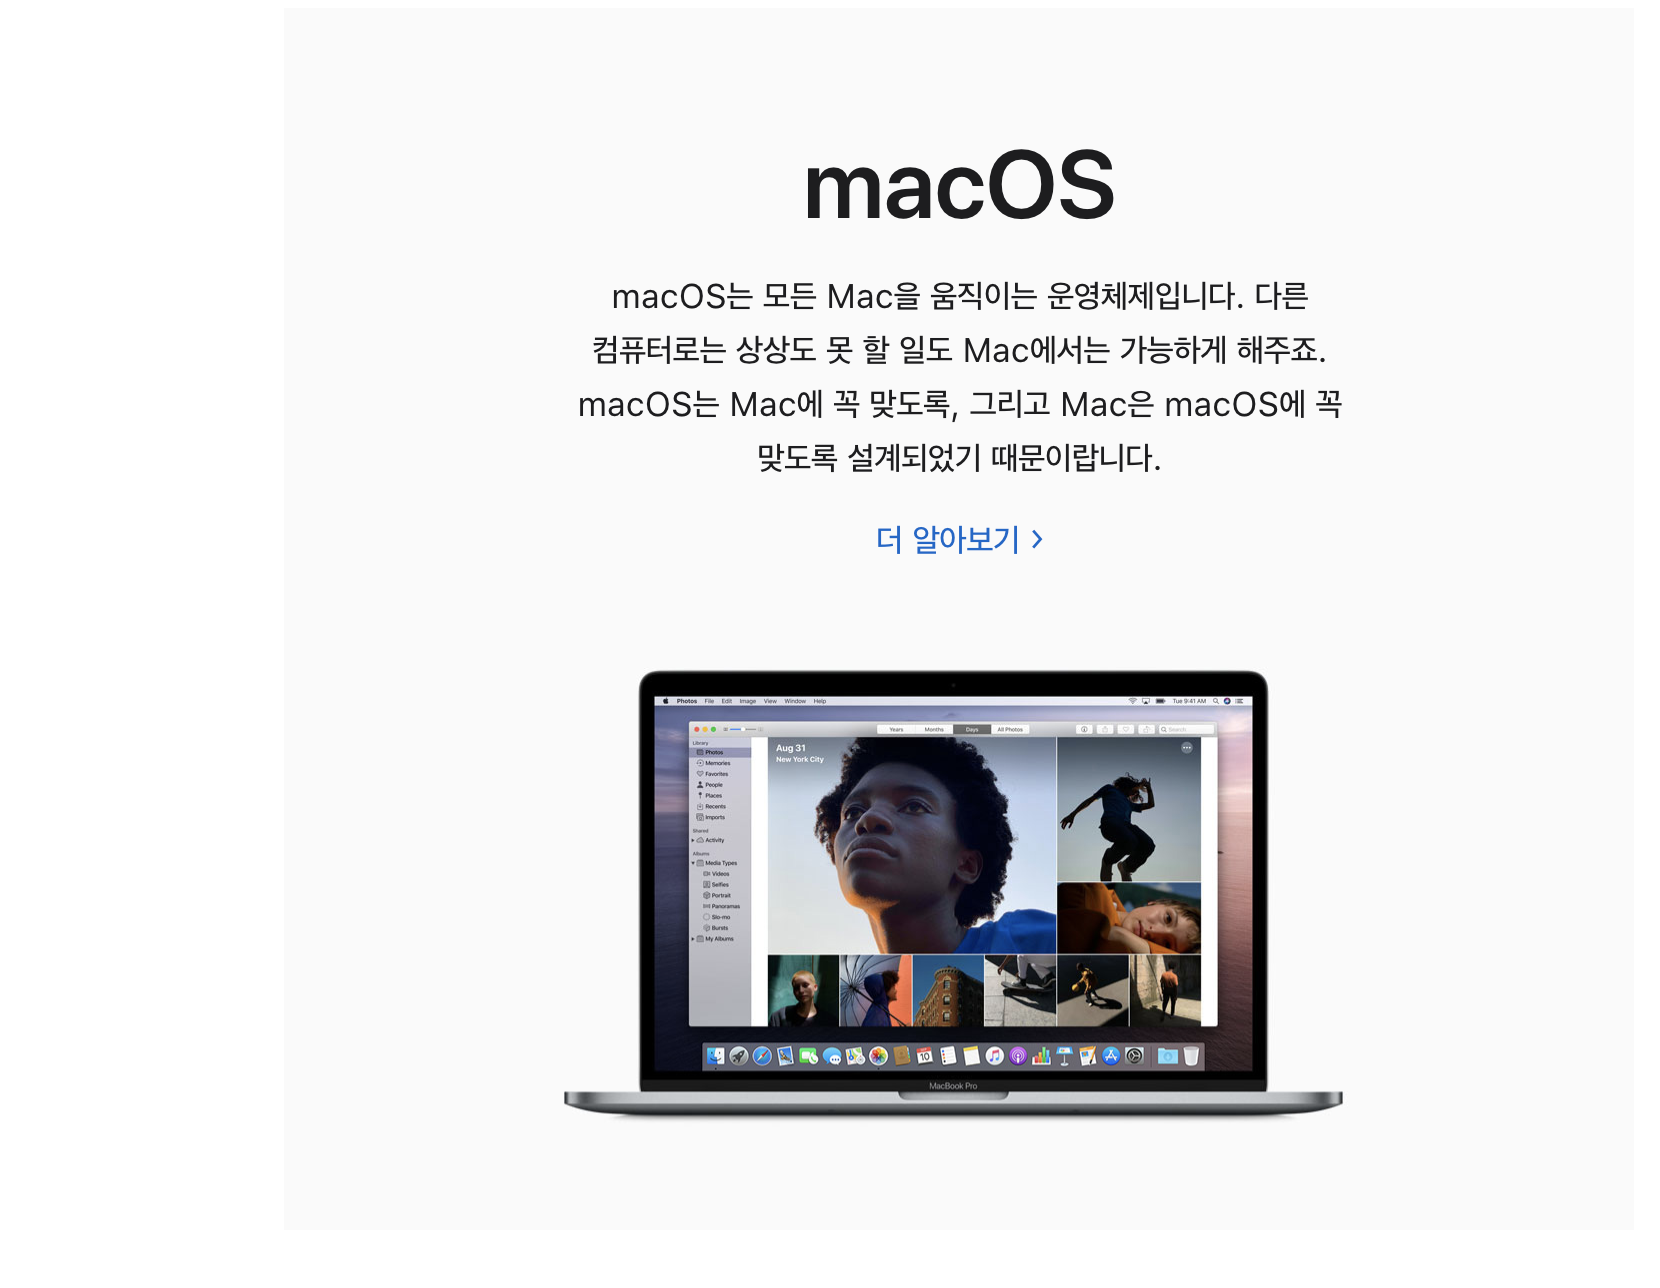 macOS
macOS는 모든 Mac을 움직이는 운영체제입니다. 다른
컴퓨터로는 상상도 못 할 일도 Mac에서는 가능하게 해주죠.
macOS는 Mac에 꼭 맞도록, 그리고 Mac은 macOS에 꼭
맞도록 설계되었기 때문이랍니다.
더 알아보기 >
Photos File Edit Image View Window Help Tue 9:41 AM
Years Months Days All Photos Search
Library
Photos
Memories
Favorites
People
Places
Recents
Imports
Shared
Activity
Albums
Media Types
Videos
Selfies
Portrait
Panoramas
Slo-mo
Bursts
My Albums
Aug 31
New York City
10
MacBook Pro